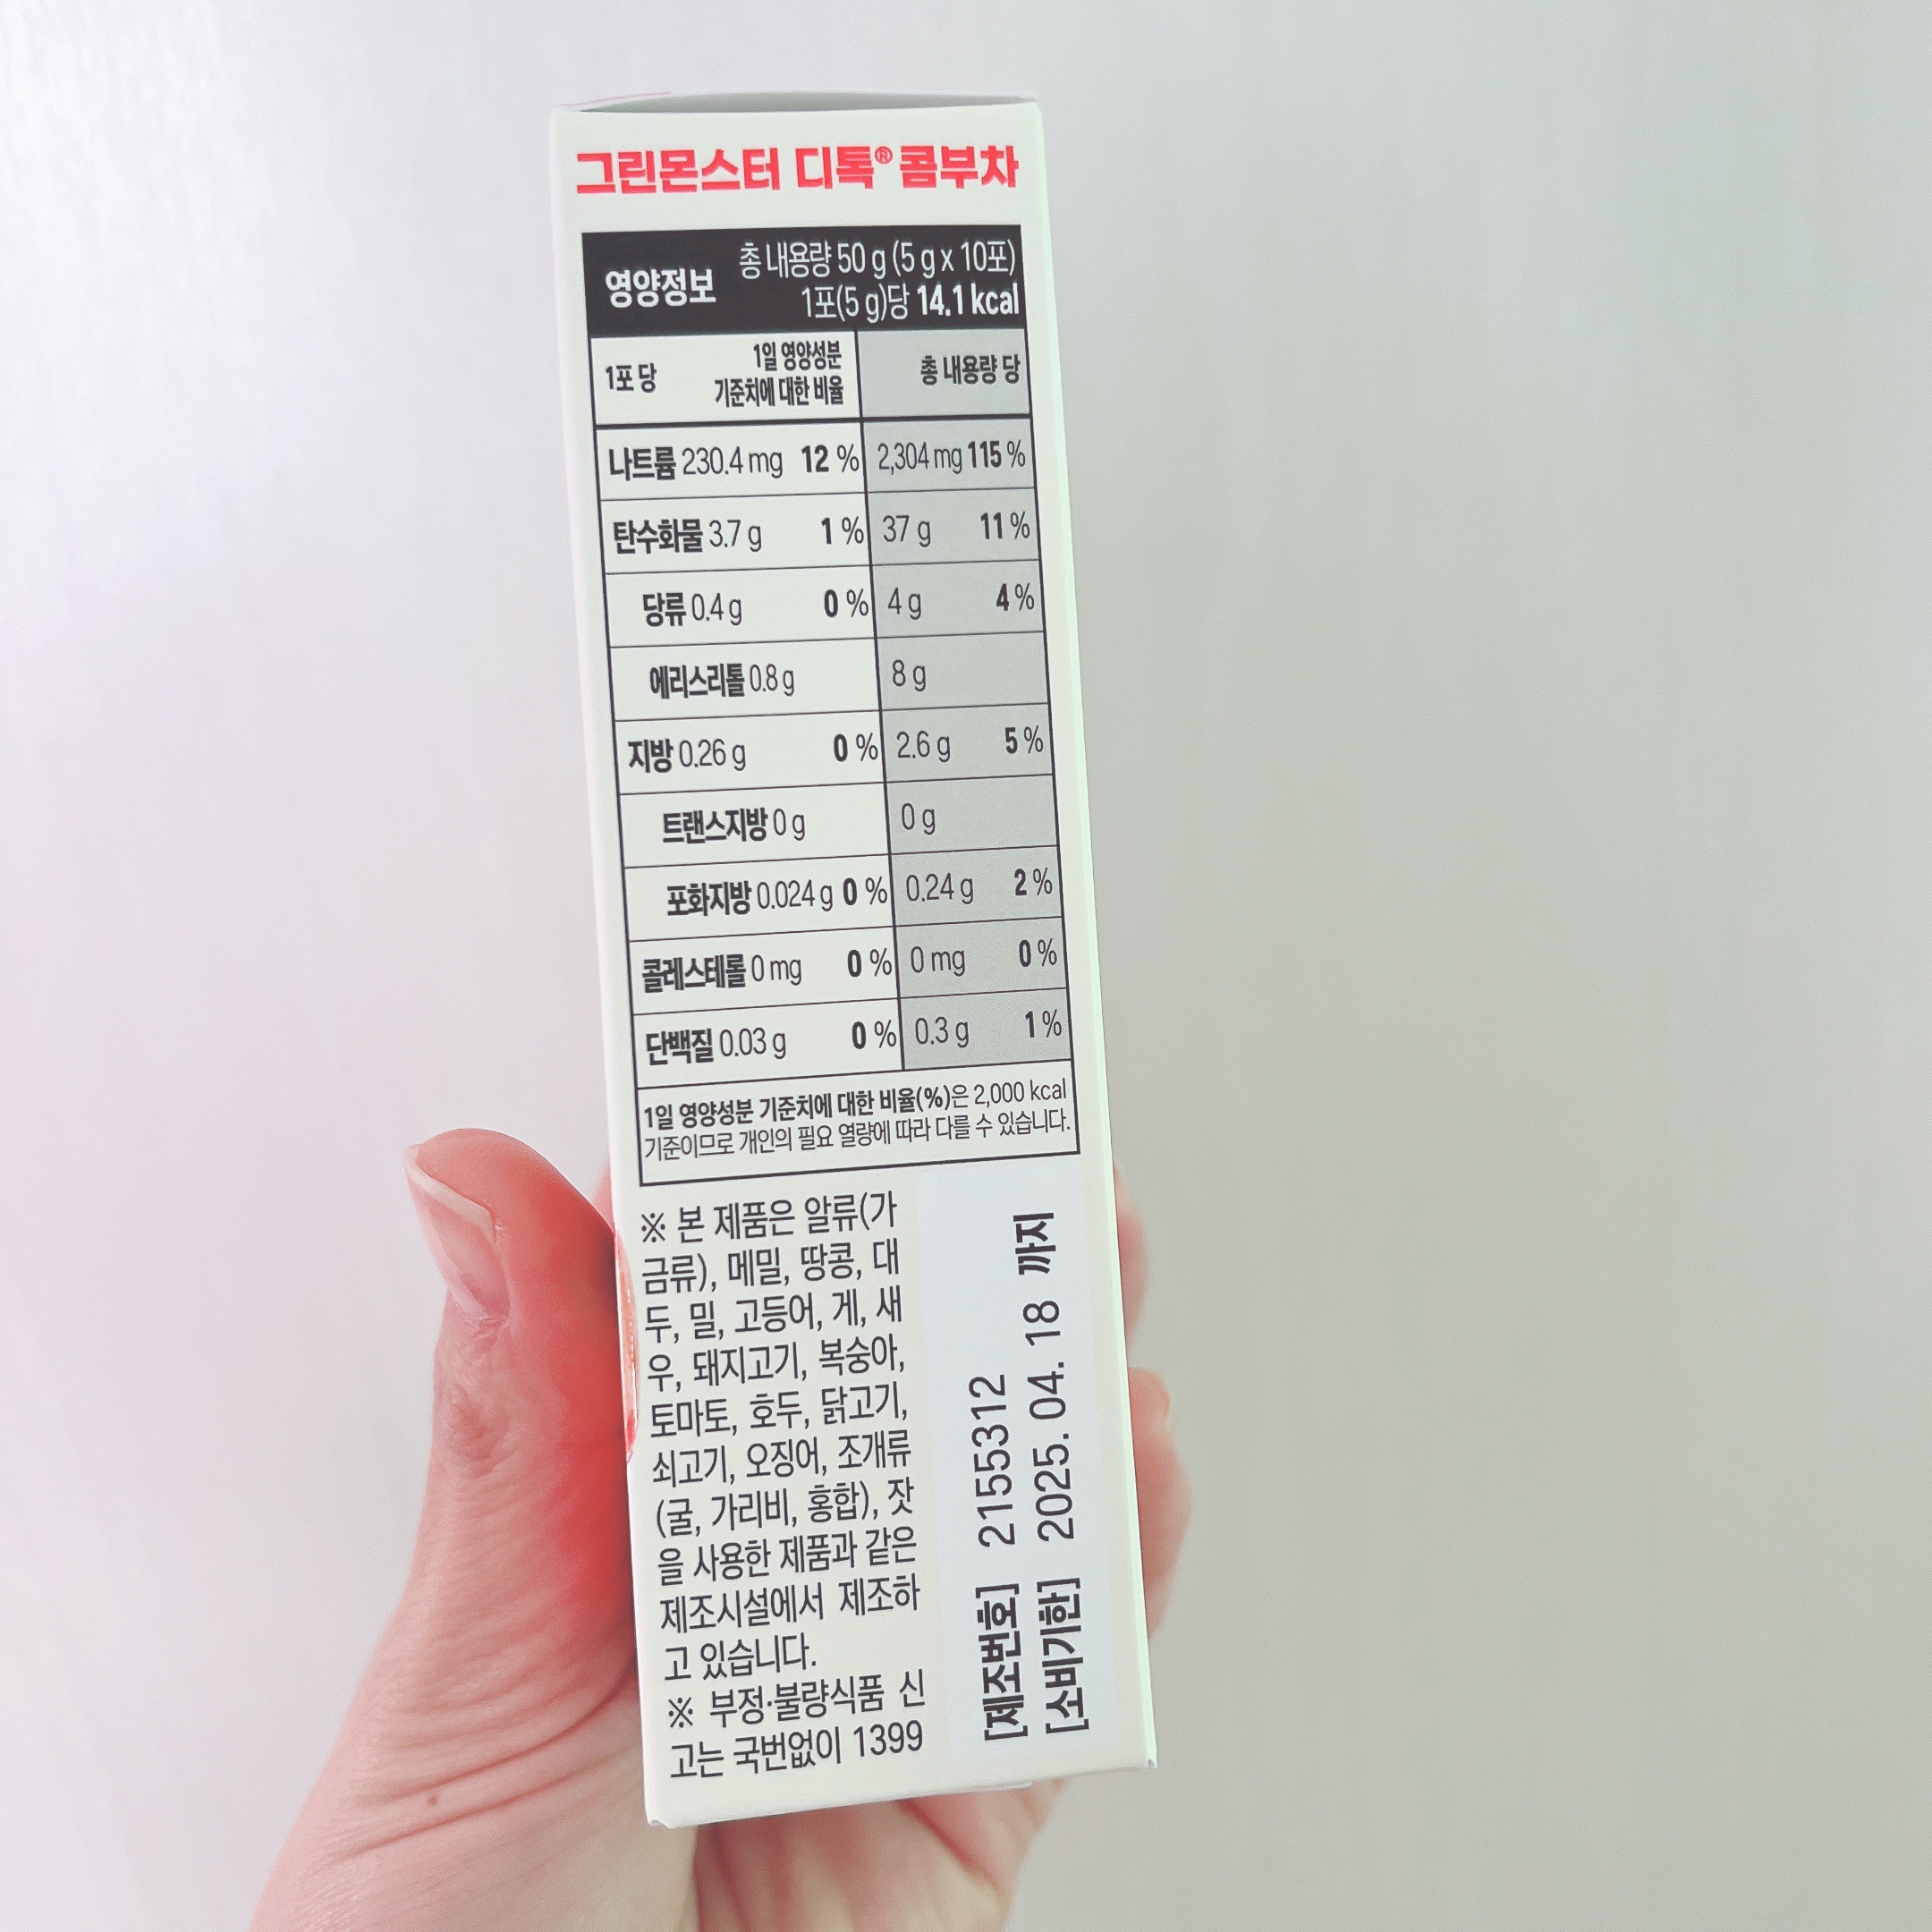 그린몬스터 디톡® 콤부차
영양정보
총 내용량 50 g (5 g x 10포)
1포(5 g)당 14.1 kcal
1포 당
1일 영양성분
기준치에 대한 비율
총 내용량 당
나트륨 230.4 mg 12 % 2,304 mg 115 %
탄수화물 3.7 g 1 % 37 g 11 %
당류 0.4 g 0 % 4 g 4 %
에리스리톨 0.8 g 8 g
지방 0.26 g 0 % 2.6 g 5 %
트랜스지방 0 g 0 g
포화지방 0.024 g 0 % 0.24 g 2 %
콜레스테롤 0 mg 0 % 0 mg 0 %
단백질 0.03 g 0 % 0.3 g 1 %
1일 영양성분 기준치에 대한 비율(%)은 2,000 kcal
기준이므로 개인의 필요 열량에 따라 다를 수 있습니다.
※ 본 제품은 알류(가
금류), 메밀, 땅콩, 대
두, 밀, 고등어, 게, 새
우, 돼지고기, 복숭아,
토마토, 호두, 닭고기,
쇠고기, 오징어, 조개류
(굴, 가리비, 홍합), 잣
을 사용한 제품과 같은
제조시설에서 제조하
고 있습니다.
※ 부정·불량식품 신
고는 국번없이 1399
[제조번호] 2155312
[소비기한] 2025. 04. 18 까지